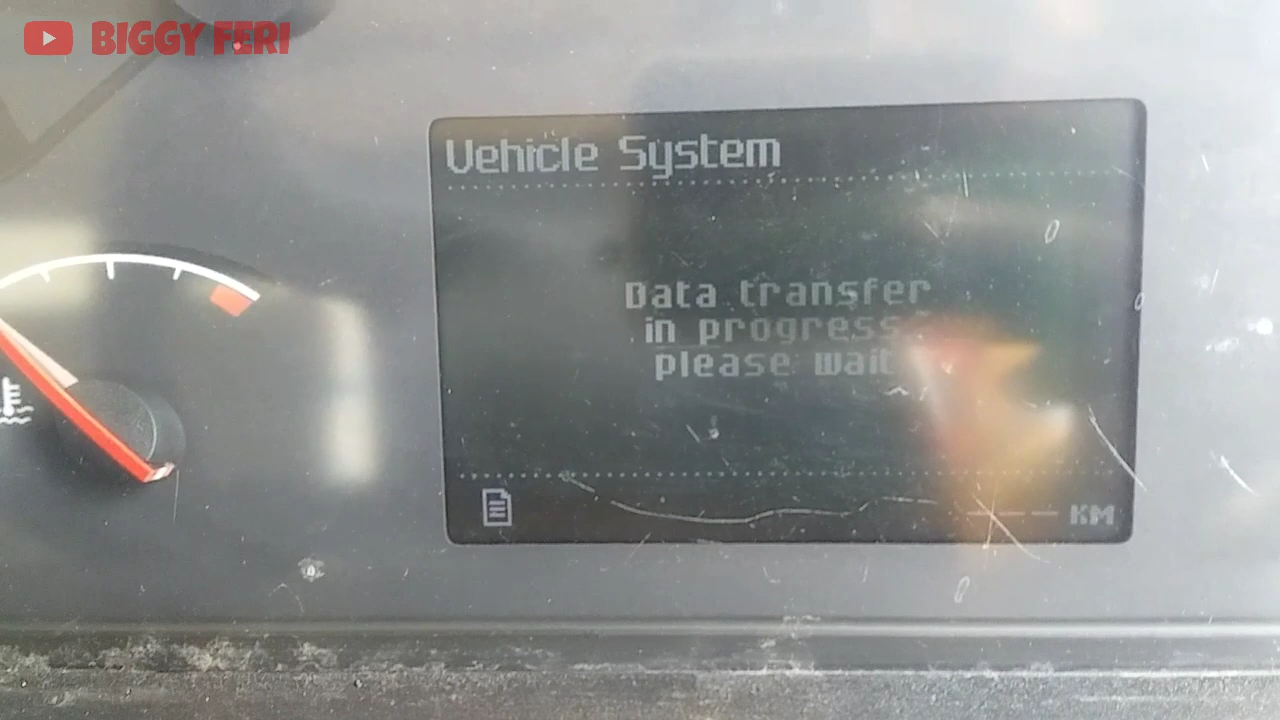 BIGGY FERI
Vehicle System
Data transfer
in progress
please wait
--- KM